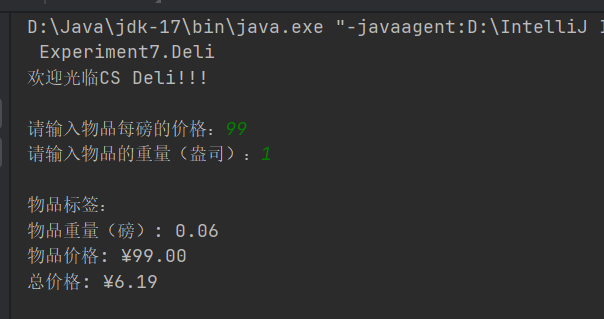 D:\Java\jdk-17\bin\java.exe "-javaagent:D:\IntelliJ I
Experiment7.Deli
欢迎光临CS Deli!!!
请输入物品每磅的价格：99
请输入物品的重量（盎司）：1
物品标签：
物品重量（磅）: 0.06
物品价格: ¥99.00
总价格: ¥6.19